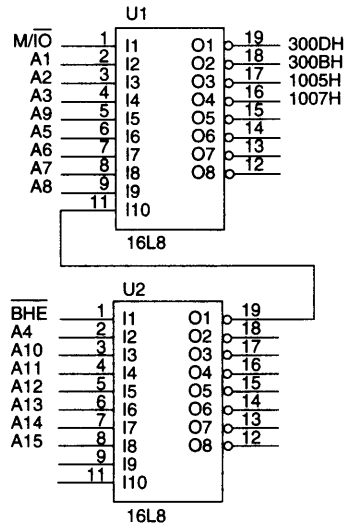 U1
M/I̅O̅ 1 I1 O1 19 300DH
A1 2 I2 O2 18 300BH
A2 3 I3 O3 17 1005H
A3 4 I4 O4 16 1007H
A9 5 I5 O5 15
A5 6 I6 O6 14
A6 7 I7 O7 13
A7 8 I8 O8 12
A8 9 I9
11 I10
16L8
U2
B̅H̅E̅ 1 I1 O1 19
A4 2 I2 O2 18
A10 3 I3 O3 17
A11 4 I4 O4 16
A12 5 I5 O5 15
A13 6 I6 O6 14
A14 7 I7 O7 13
A15 8 I8 O8 12
9 I9
11 I10
16L8